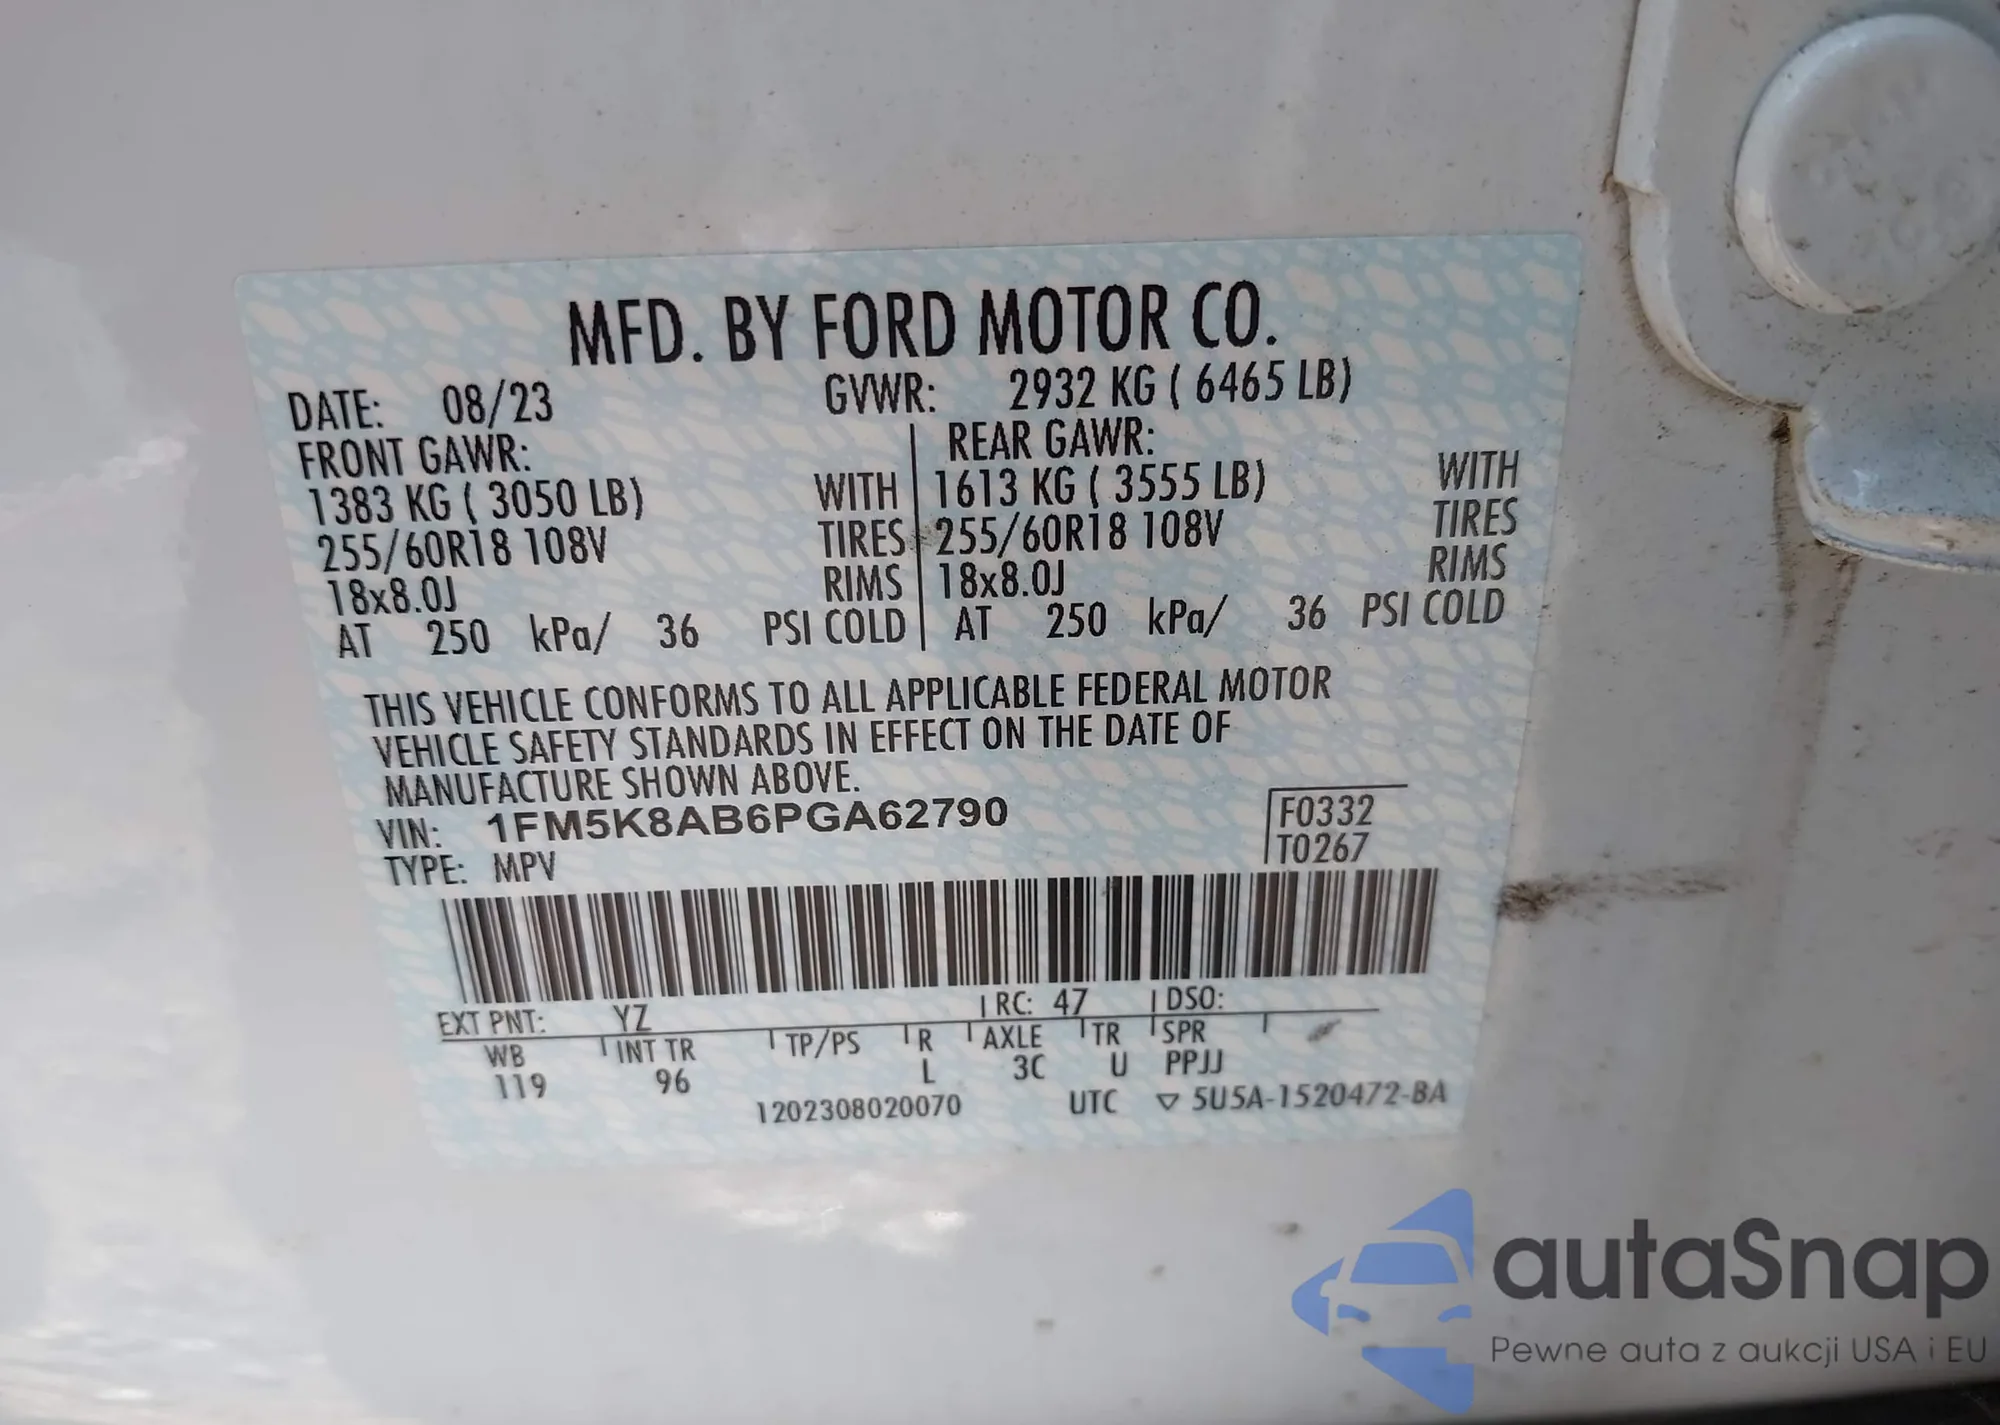 MFD. BY FORD MOTOR CO.
DATE: 08/23 GVWR: 2932 KG ( 6465 LB)
FRONT GAWR: REAR GAWR:
1383 KG ( 3050 LB) WITH 1613 KG ( 3555 LB) WITH
255/60R18 108V TIRES 255/60R18 108V TIRES
18x8.0J RIMS 18x8.0J RIMS
AT 250 kPa/ 36 PSI COLD AT 250 kPa/ 36 PSI COLD
THIS VEHICLE CONFORMS TO ALL APPLICABLE FEDERAL MOTOR
VEHICLE SAFETY STANDARDS IN EFFECT ON THE DATE OF
MANUFACTURE SHOWN ABOVE.
VIN: 1FM5K8AB6PGA62790 F0332
TYPE: MPV T0267
EXT PNT: YZ RC: 47 DSO:
WB INT TR TP/PS R AXLE TR SPR
119 96 L 3C U PPJJ
1202308020070 UTC ▽ 5U5A-1520472-BA
autaSnap
Pewne auta z aukcji USA i EU